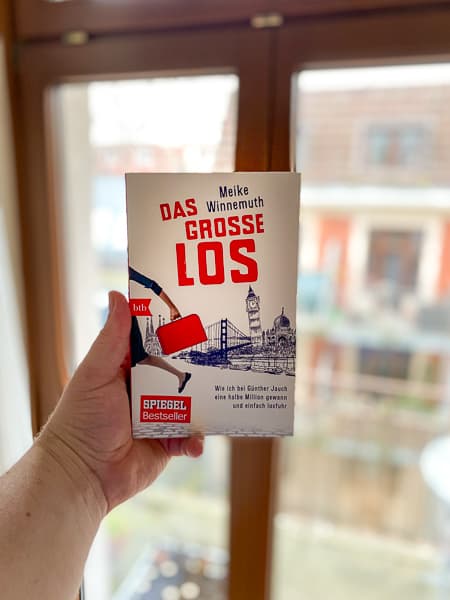 Meike
Winnemuth
DAS
GROSSE
LOS
btb
Wie ich bei Günther Jauch
eine halbe Million gewann
und einfach losfuhr
SPIEGEL
Bestseller